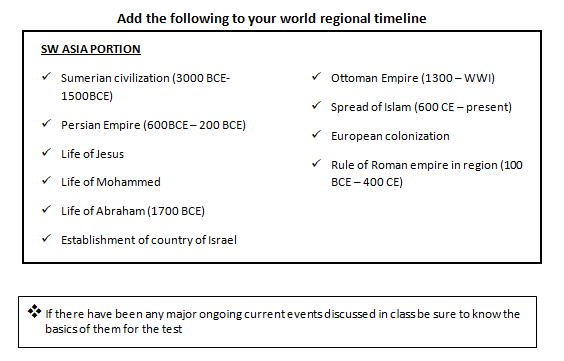 Add the following to your world regional timeline
SW ASIA PORTION
✓ Sumerian civilization (3000 BCE-
1500BCE)
✓ Persian Empire (600BCE – 200 BCE)
✓ Life of Jesus
✓ Life of Mohammed
✓ Life of Abraham (1700 BCE)
✓ Establishment of country of Israel
✓ Ottoman Empire (1300 – WWI)
✓ Spread of Islam (600 CE – present)
✓ European colonization
✓ Rule of Roman empire in region (100
BCE – 400 CE)
❖ If there have been any major ongoing current events discussed in class be sure to know the
basics of them for the test